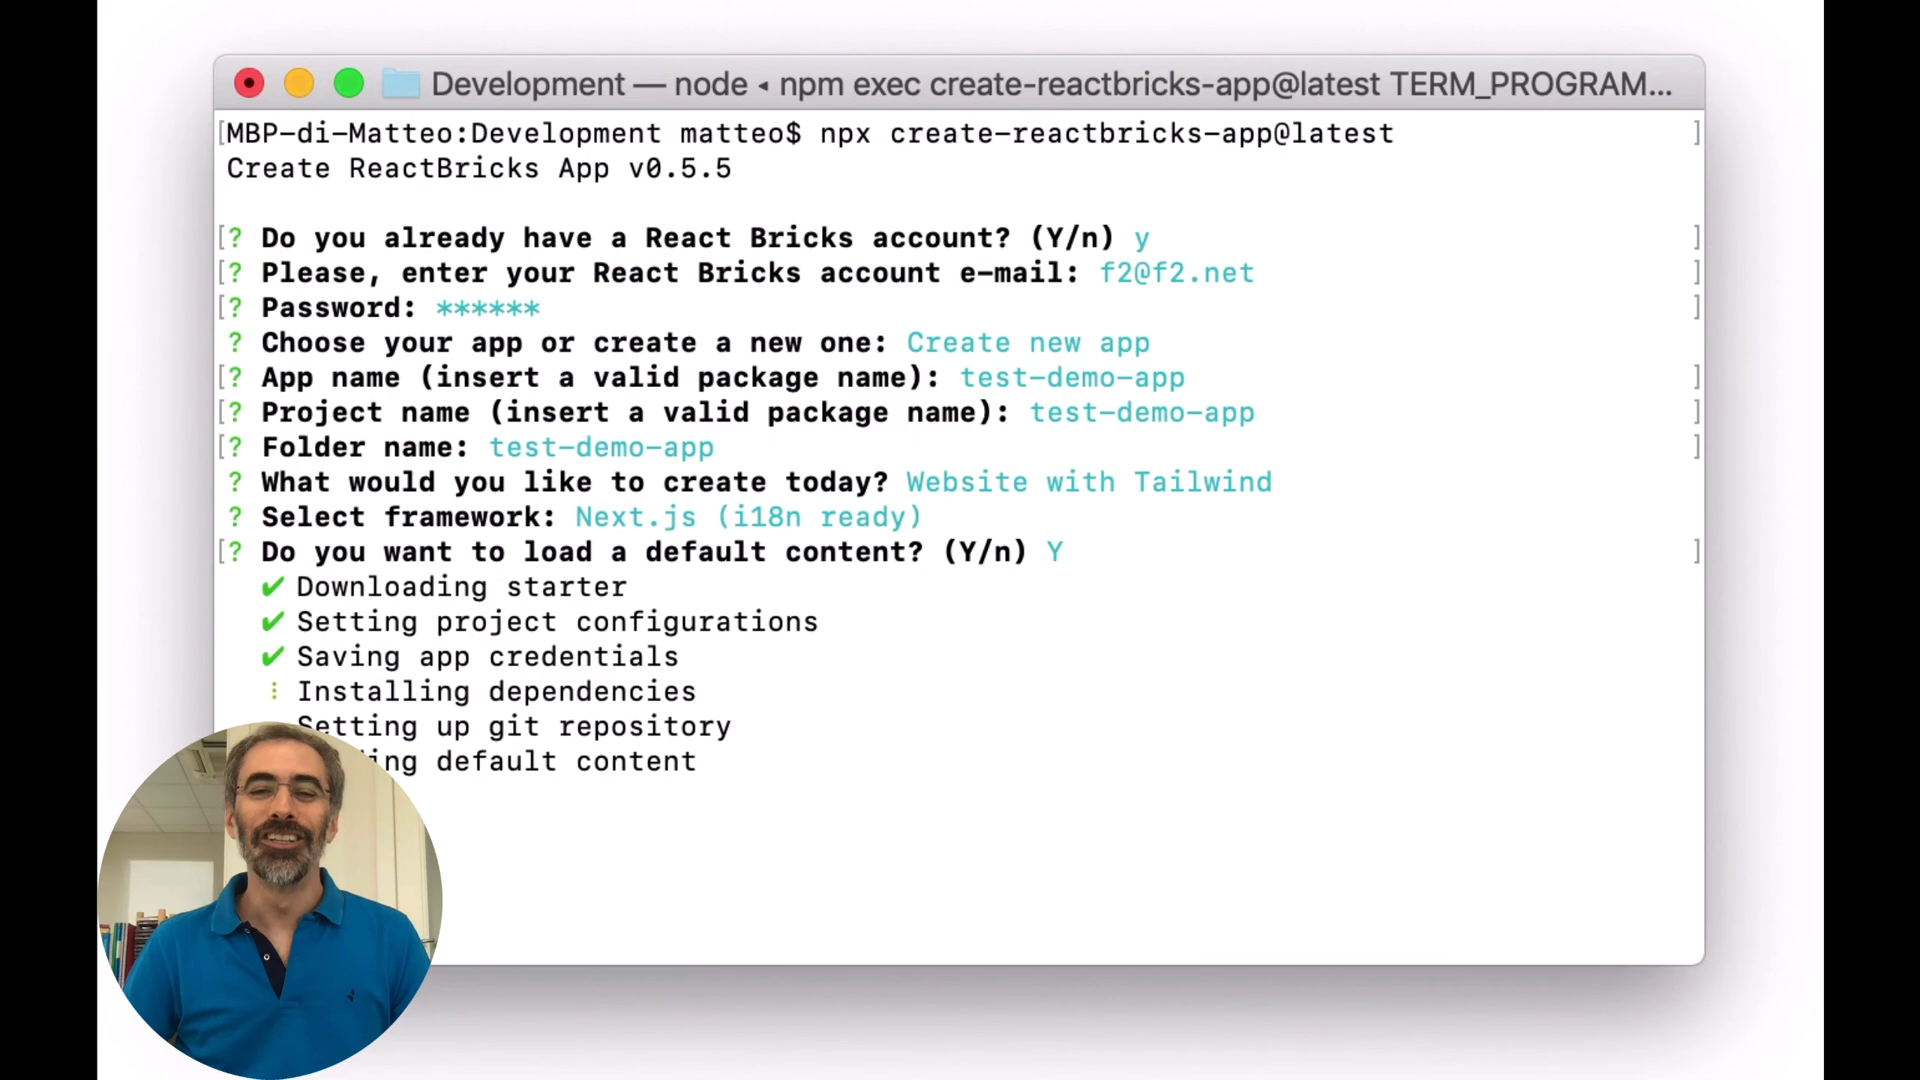 Development — node ◂ npm exec create-reactbricks-app@latest TERM_PROGRAM...
[MBP-di-Matteo:Development matteo$ npx create-reactbricks-app@latest ]
Create ReactBricks App v0.5.5
[? Do you already have a React Bricks account? (Y/n) y ]
[? Please, enter your React Bricks account e-mail: f2@f2.net ]
[? Password: ****** ]
? Choose your app or create a new one: Create new app
[? App name (insert a valid package name): test-demo-app ]
[? Project name (insert a valid package name): test-demo-app ]
[? Folder name: test-demo-app ]
? What would you like to create today? Website with Tailwind
? Select framework: Next.js (i18n ready)
[? Do you want to load a default content? (Y/n) Y ]
✔ Downloading starter
✔ Setting project configurations
✔ Saving app credentials
⋮ Installing dependencies
Setting up git repository
default content